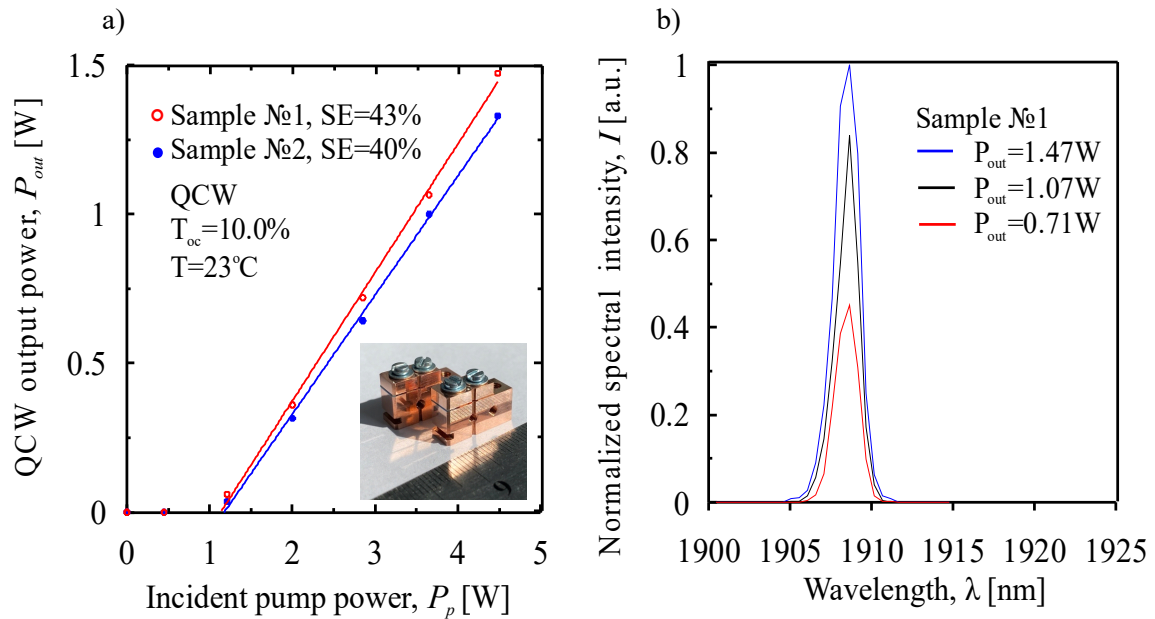 a)
QCW output power, P_out [W]
1.5
1
0.5
0
Sample №1, SE=43%
Sample №2, SE=40%
QCW
T_oc=10.0%
T=23℃
0 1 2 3 4 5
Incident pump power, P_p [W]
b)
Normalized spectral intensity, I [a.u.]
1
0.8
0.6
0.4
0.2
0
Sample №1
P_out=1.47W
P_out=1.07W
P_out=0.71W
1900 1905 1910 1915 1920 1925
Wavelength, λ [nm]